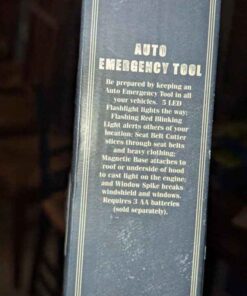 AUTO
EMERGENCY TOOL
Be prepared by keeping an
Auto Emergency Tool in all
your vehicles. 5 LED
Flashlight lights the way;
Flashing Red Blinking
Light alerts others of your
location; Seat Belt Cutter
slices through seat belts
and heavy clothing;
Magnetic Base attaches to
roof or underside of hood
to cast light on the engine;
and Window Spike breaks
windshield and windows.
Requires 3 AA batteries
(sold separately).